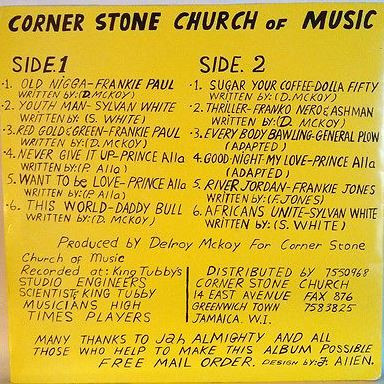 CORNER STONE CHURCH OF MUSIC
SIDE.1
1. OLD NIGGA-FRANKIE PAUL
WRITTEN BY:(D.MCKOY)
2. YOUTH MAN-SYLVAN WHITE
WRITTEN BY:(S. WHITE)
3. RED GOLD & GREEN-FRANKIE PAUL
WRITTEN BY:(D. MCKOY)
4. NEVER GIVE IT UP-PRINCE Alla
WRITTEN BY:(P. Alla)
5. WANT TO be LOVE-PRINCE Alla
WRITTEN BY:(P. Alla)
6. THIS WORLD-DADDY BULL
WRITTEN BY:(D. MCKOY)
SIDE. 2
1. SUGAR YOUR COFFEE-DOLLA FIFTY
WRITTEN BY:(D. MCKOY)
2. THRILLER-FRANKO NERO & ASHMAN
WRITTEN BY:(D. MCKOY)
3. EVERY BODY BAWLING-GENERAL PLOW
(ADAPTED)
4. GOOD-NIGHT-MY LOVE-PRINCE Alla
(ADAPTED)
5. RIVER JORDAN-FRANKIE JONES
WRITTEN BY:(F.JONES)
6. AFRICANS UNITE-SYLVAN WHITE
WRITTEN BY:(S. WHITE)
Produced by Delroy Mckay For Corner Stone
Church of Music
Recorded at: King Tubby's
STUDIO ENGINEERS
SCIENTIST & KING TUBBY
MUSICIANS HIGH
TIMES PLAYERS
DISTRIBUTED BY 7550968
CORNER STONE CHURCH
14 EAST AVENUE FAX 876
GREENWICH TOWN 7583825
JAMAICA. W.I.
MANY THANKS TO Jah ALMIGHTY AND ALL
THOSE WHO HELP TO MAKE THIS ALBUM POSSIBLE
FREE MAIL ORDER. DESIGN BY: J. Allen.